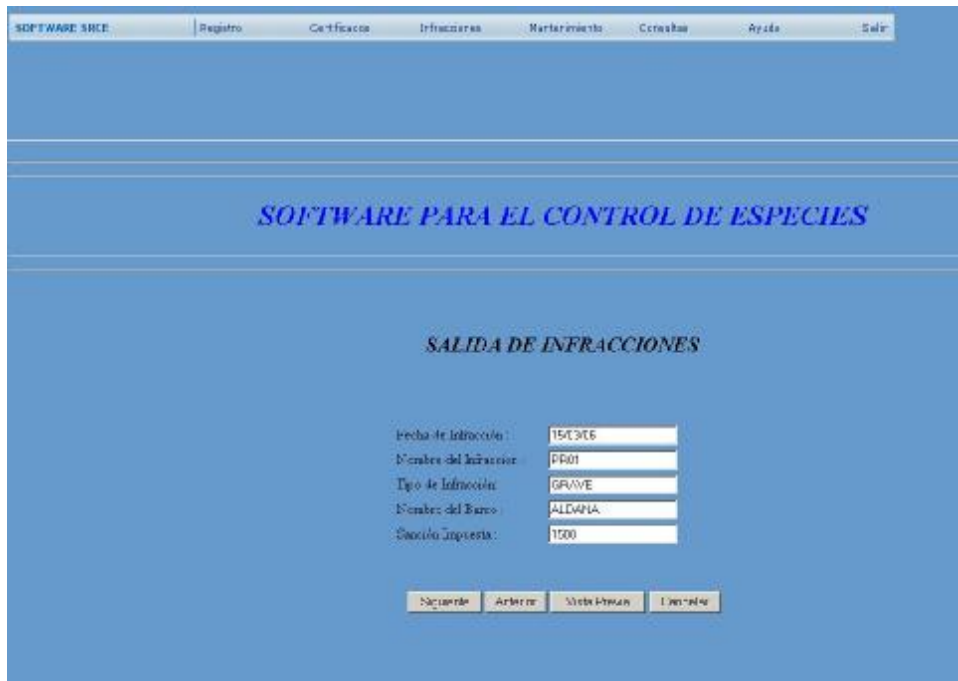 SOFTWARE SRCE Registro Certificados Infracciones Mantenimiento Consultas Ayuda Salir
SOFTWARE PARA EL CONTROL DE ESPECIES
SALIDA DE INFRACCIONES
Fecha de Infracción : 15/03/06
Nombre del Infractor : PR01
Tipo de Infracción: GRAVE
Nombre del Barco : ALDANA
Sanción Impuesta : 1500
Siguiente Anterior Vista Previa Cancelar